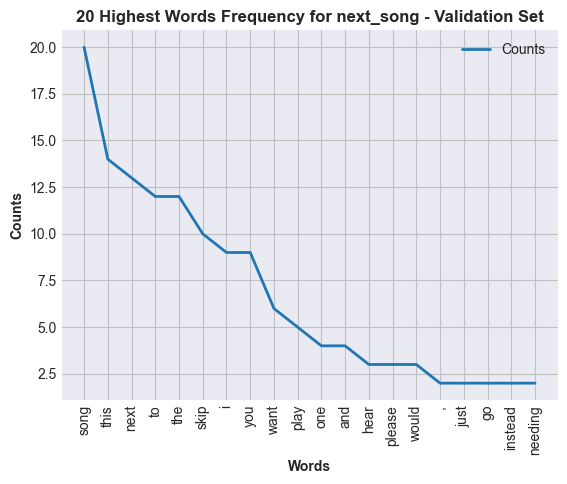 20 Highest Words Frequency for next_song - Validation Set
Counts
20.0
17.5
15.0
12.5
10.0
7.5
5.0
2.5
Counts
song
this
next
to
the
skip
i
you
want
play
one
and
hear
please
would
,
just
go
instead
needing
Words